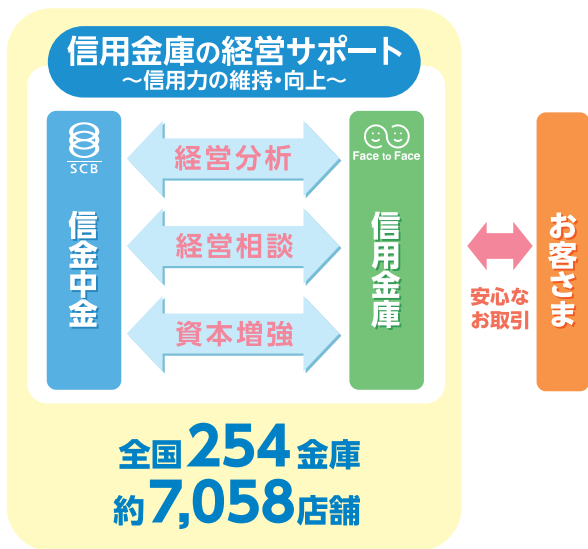 信用金庫の経営サポート
～信用力の維持・向上～
SCB
信金中金
経営分析
経営相談
資本増強
Face to Face
信用金庫
安心な
お取引
お客さま
全国254金庫
約7,058店舗